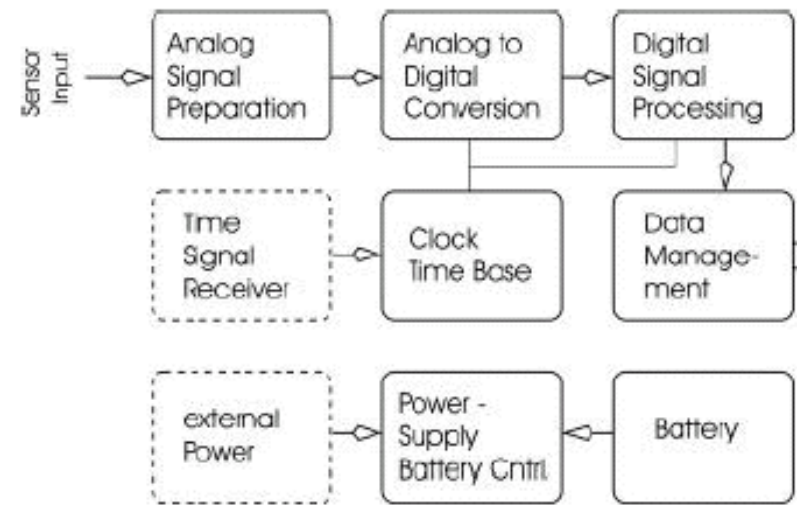 Sensor
Input
Analog
Signal
Preparation
Analog to
Digital
Conversion
Digital
Signal
Processing
Time
Signal
Receiver
Clock
Time Base
Data
Manage-
ment
external
Power
Power -
Supply
Battery Cntrl.
Battery